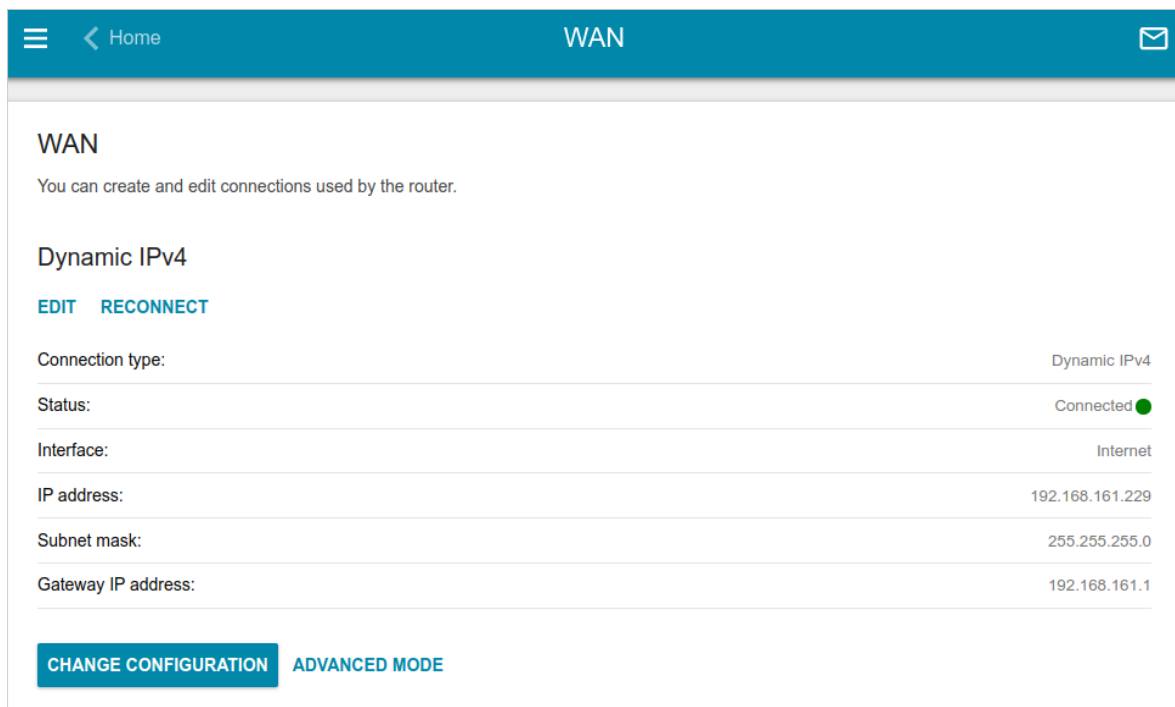 Home
WAN
WAN
You can create and edit connections used by the router.
Dynamic IPv4
EDIT RECONNECT
Connection type: Dynamic IPv4
Status: Connected
Interface: Internet
IP address: 192.168.161.229
Subnet mask: 255.255.255.0
Gateway IP address: 192.168.161.1
CHANGE CONFIGURATION ADVANCED MODE